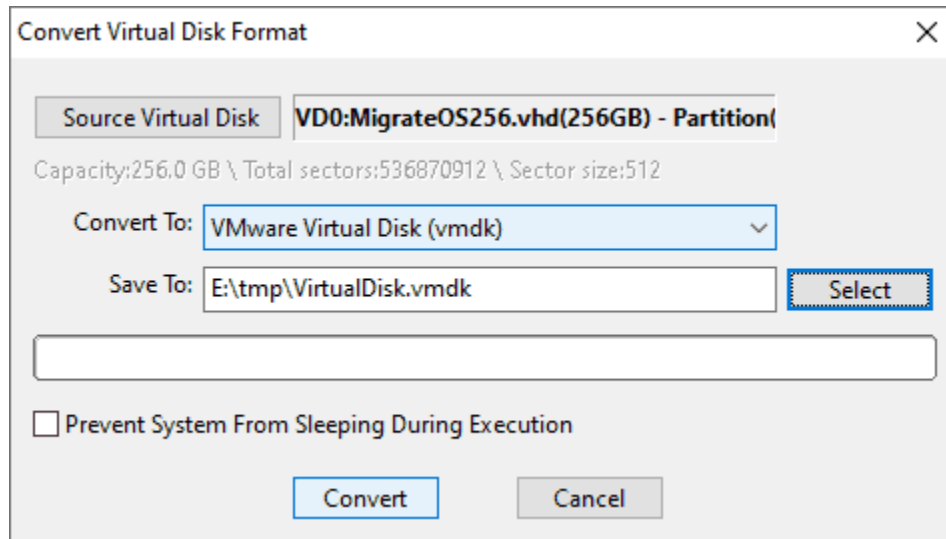 Convert Virtual Disk Format
Source Virtual Disk VD0:MigrateOS256.vhd(256GB) - Partition(
Capacity:256.0 GB \ Total sectors:536870912 \ Sector size:512
Convert To: VMware Virtual Disk (vmdk)
Save To: E:\tmp\VirtualDisk.vmdk Select
Prevent System From Sleeping During Execution
Convert Cancel